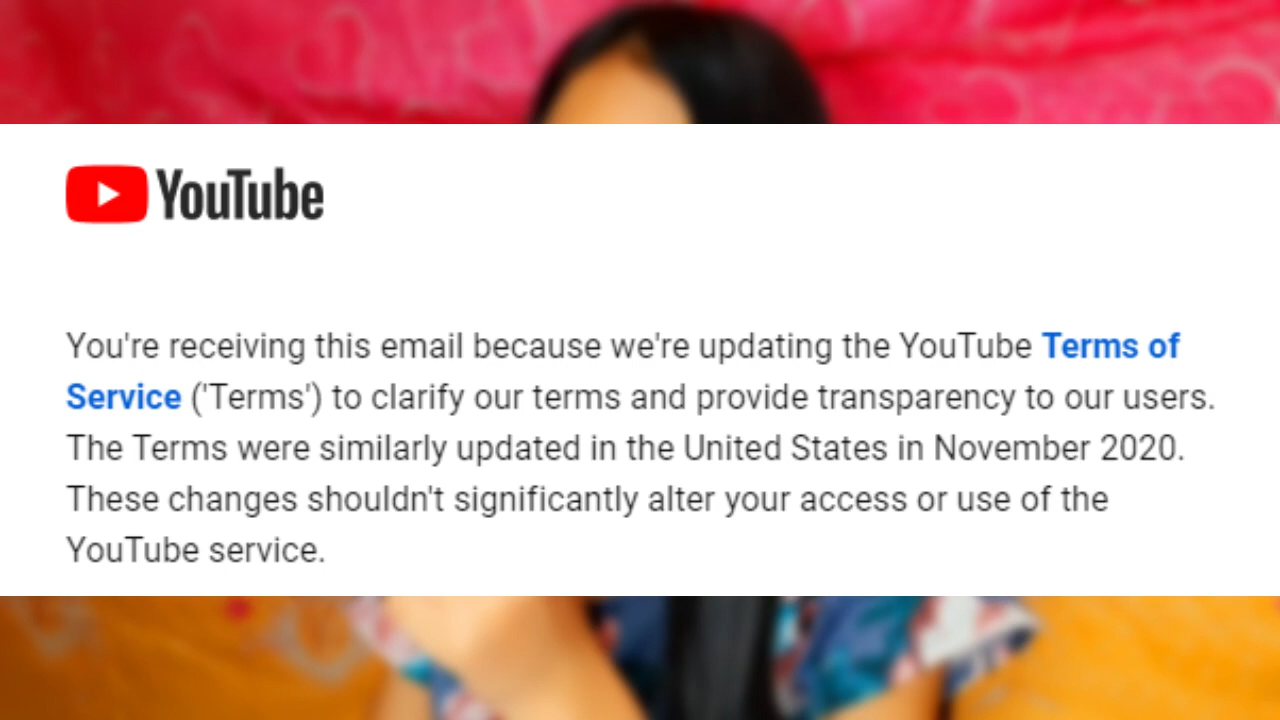 YouTube
You're receiving this email because we're updating the YouTube Terms of
Service ('Terms') to clarify our terms and provide transparency to our users.
The Terms were similarly updated in the United States in November 2020.
These changes shouldn't significantly alter your access or use of the
YouTube service.